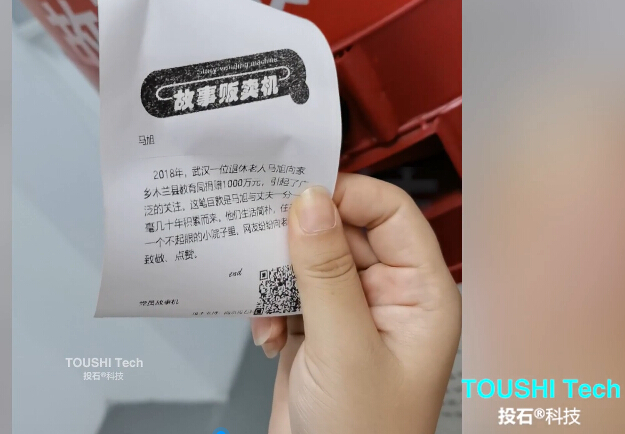 故事贩卖机
马旭
2018年，武汉一位退休老人马旭向家
乡木兰县教育局捐赠1000万元，引起了广
泛的关注。这笔巨款是马旭与丈夫一分一
毫几十年积累而来，他们生活简朴，住
一个不起眼的小院子里。网友纷纷向
致敬、点赞。
end
TOUSHI Tech
投石®科技
TOUSHI Tech
投石®科技